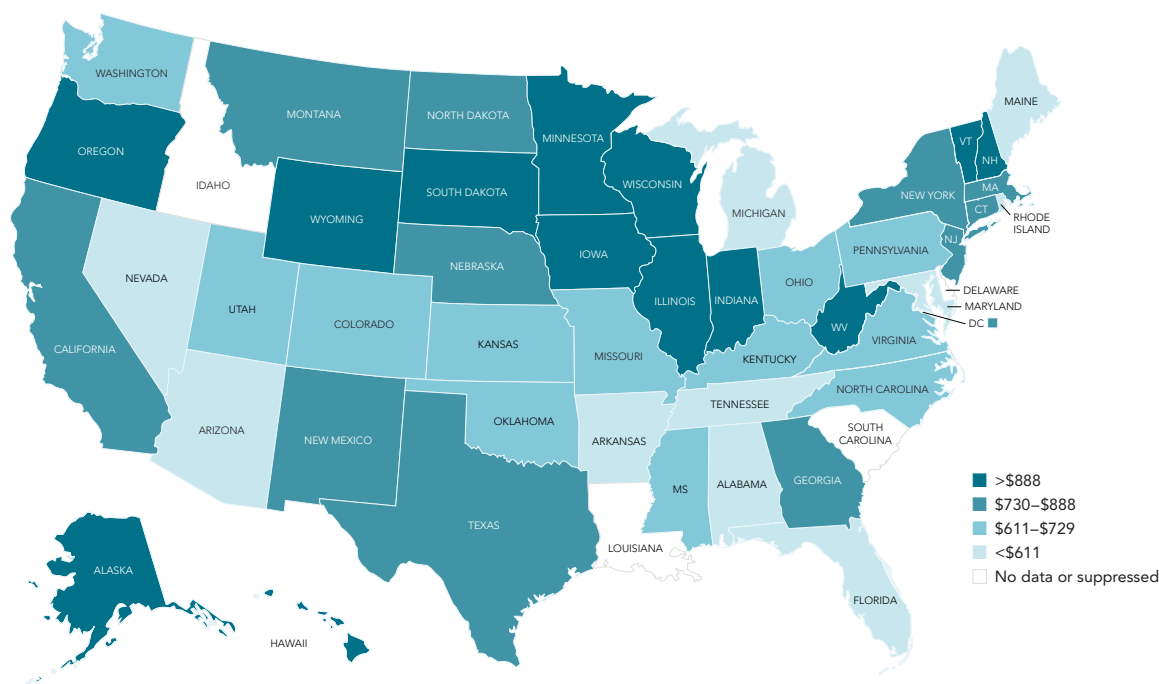 WASHINGTON
MONTANA
NORTH DAKOTA
MINNESOTA
MAINE
OREGON
IDAHO
SOUTH DAKOTA
WISCONSIN
VT
NH
WYOMING
MICHIGAN
NEW YORK
MA
CT
RHODE
ISLAND
NEVADA
NEBRASKA
IOWA
PENNSYLVANIA
NJ
UTAH
COLORADO
ILLINOIS
INDIANA
OHIO
DELAWARE
MARYLAND
DC
CALIFORNIA
KANSAS
MISSOURI
KENTUCKY
WV
VIRGINIA
NORTH CAROLINA
TENNESSEE
ARIZONA
NEW MEXICO
OKLAHOMA
ARKANSAS
SOUTH
CAROLINA
MS
ALABAMA
GEORGIA
TEXAS
LOUISIANA
FLORIDA
ALASKA
HAWAII
>$888
$730–$888
$611–$729
<$611
No data or suppressed